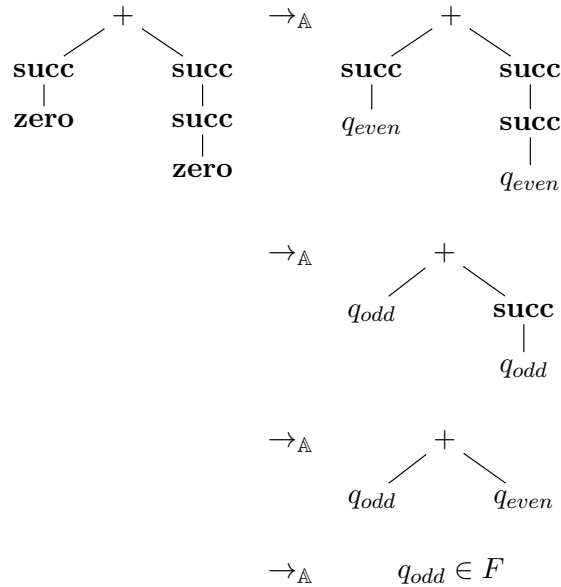 + →𝔸 +
succ succ succ succ
zero succ q_even succ
zero q_even
→𝔸 +
q_odd succ
q_odd
→𝔸 +
q_odd q_even
→𝔸 q_odd ∈ F